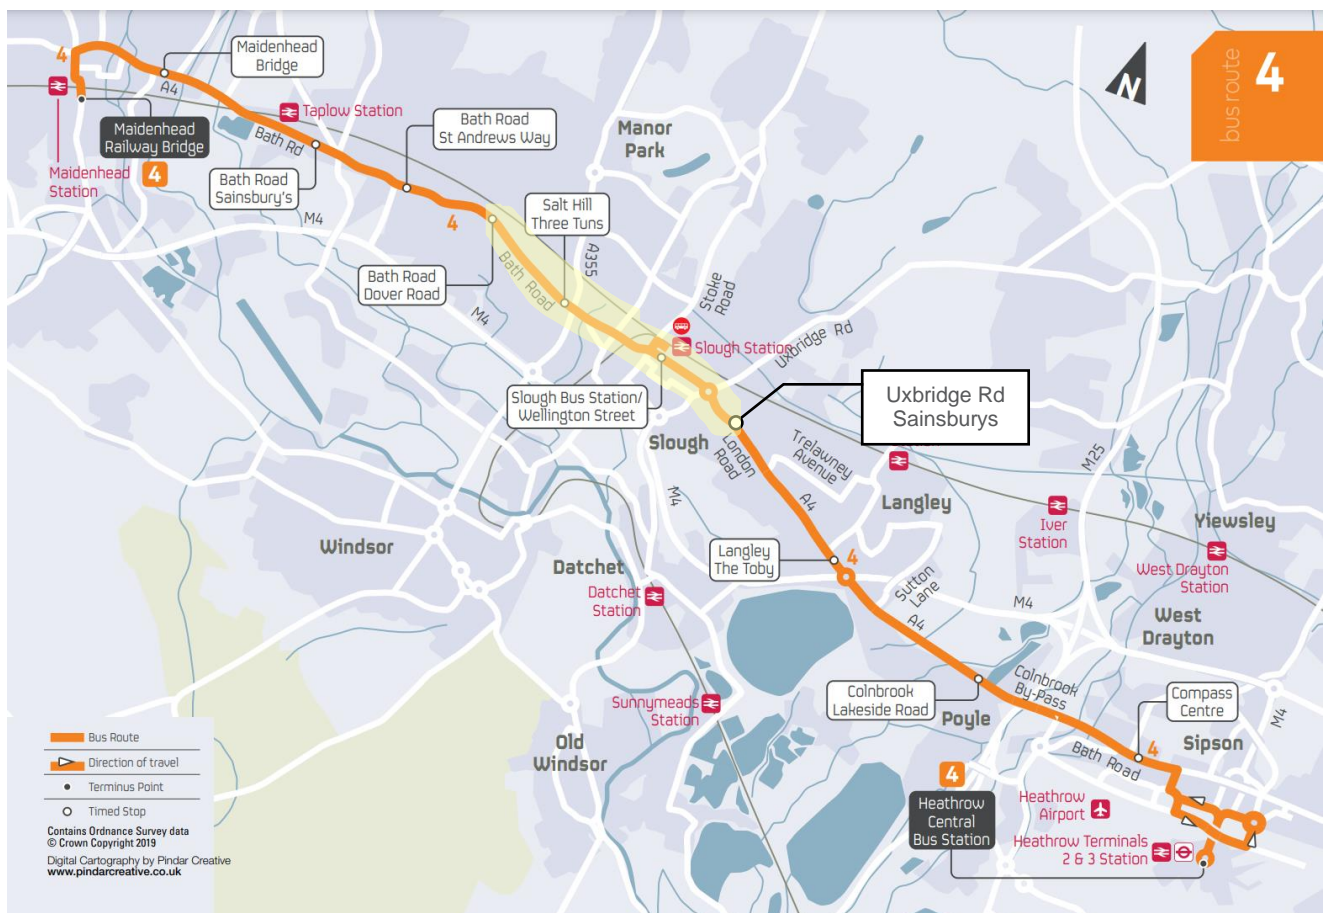 bus route
4
N
4
Maidenhead
Bridge
A4
Taplow Station
Maidenhead
Railway Bridge
4
Maidenhead
Station
Bath Rd
Bath Road
Sainsbury's
Bath Road
St Andrews Way
Manor
Park
M4
4
Salt Hill
Three Tuns
A355
Bath Road
Dover Road
Bath Road
Stoke
Road
M4
Slough Station
Uxbridge Rd
Slough Bus Station/
Wellington Street
Uxbridge Rd
Sainsburys
Slough
London
Road
Trelawney
Avenue
M25
M4
A4
Langley
Iver
Station
Yiewsley
West Drayton
Station
Windsor
Datchet
Langley
The Toby
4
Datchet
Station
Sutton
Lane
M4
A4
West
Drayton
Sunnymeads
Station
Colnbrook
Lakeside Road
Colnbrook
By-Pass
Poyle
Compass
Centre
M4
Old
Windsor
Bath Road
4
Sipson
4
Heathrow
Central
Bus Station
Heathrow
Airport
Heathrow Terminals
2 & 3 Station
Bus Route
Direction of travel
Terminus Point
Timed Stop
Contains Ordnance Survey data
© Crown Copyright 2019
Digital Cartography by Pindar Creative
www.pindarcreative.co.uk